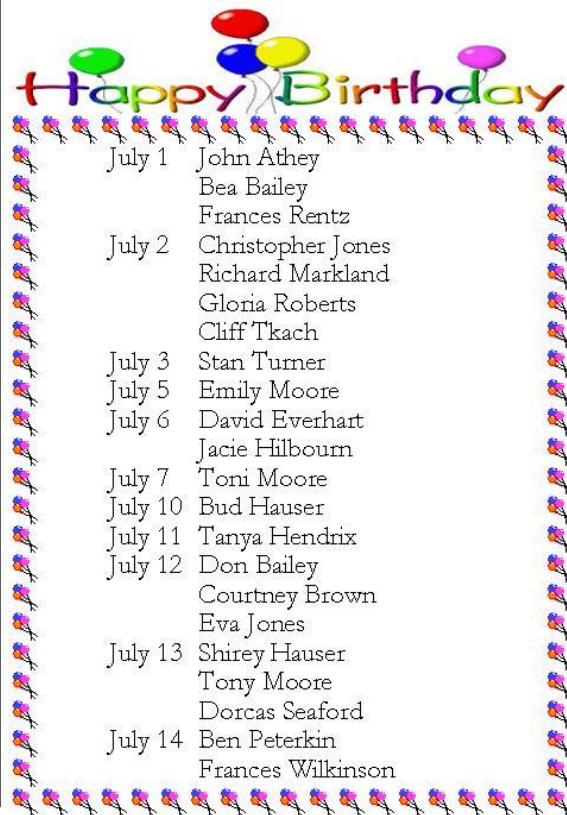 Happy Birthday
July 1 John Athey
Bea Bailey
Frances Rentz
July 2 Christopher Jones
Richard Markland
Gloria Roberts
Cliff Tkach
July 3 Stan Turner
July 5 Emily Moore
July 6 David Everhart
Jacie Hilbourn
July 7 Toni Moore
July 10 Bud Hauser
July 11 Tanya Hendrix
July 12 Don Bailey
Courtney Brown
Eva Jones
July 13 Shirey Hauser
Tony Moore
Dorcas Seaford
July 14 Ben Peterkin
Frances Wilkinson